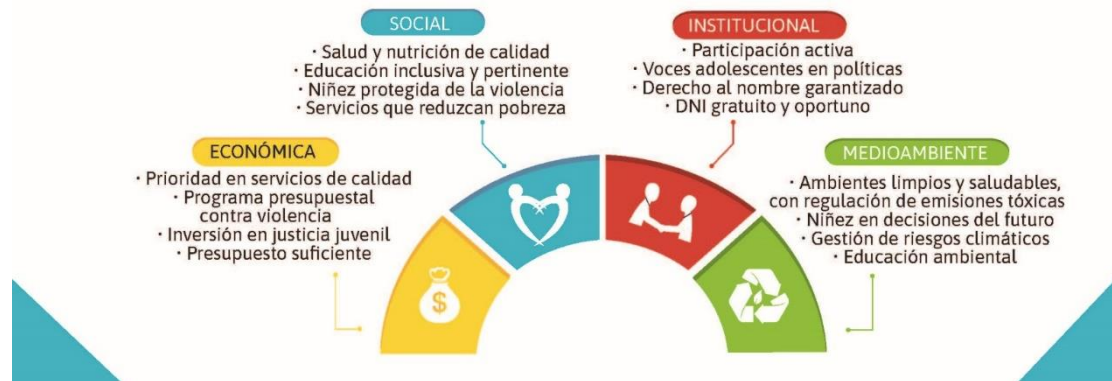 SOCIAL
· Salud y nutrición de calidad
· Educación inclusiva y pertinente
· Niñez protegida de la violencia
· Servicios que reduzcan pobreza
INSTITUCIONAL
· Participación activa
· Voces adolescentes en políticas
· Derecho al nombre garantizado
· DNI gratuito y oportuno
ECONÓMICA
· Prioridad en servicios de calidad
· Programa presupuestal
contra violencia
· Inversión en justicia juvenil
· Presupuesto suficiente
MEDIOAMBIENTE
· Ambientes limpios y saludables,
con regulación de emisiones tóxicas
· Niñez en decisiones del futuro
· Gestión de riesgos climáticos
· Educación ambiental
$